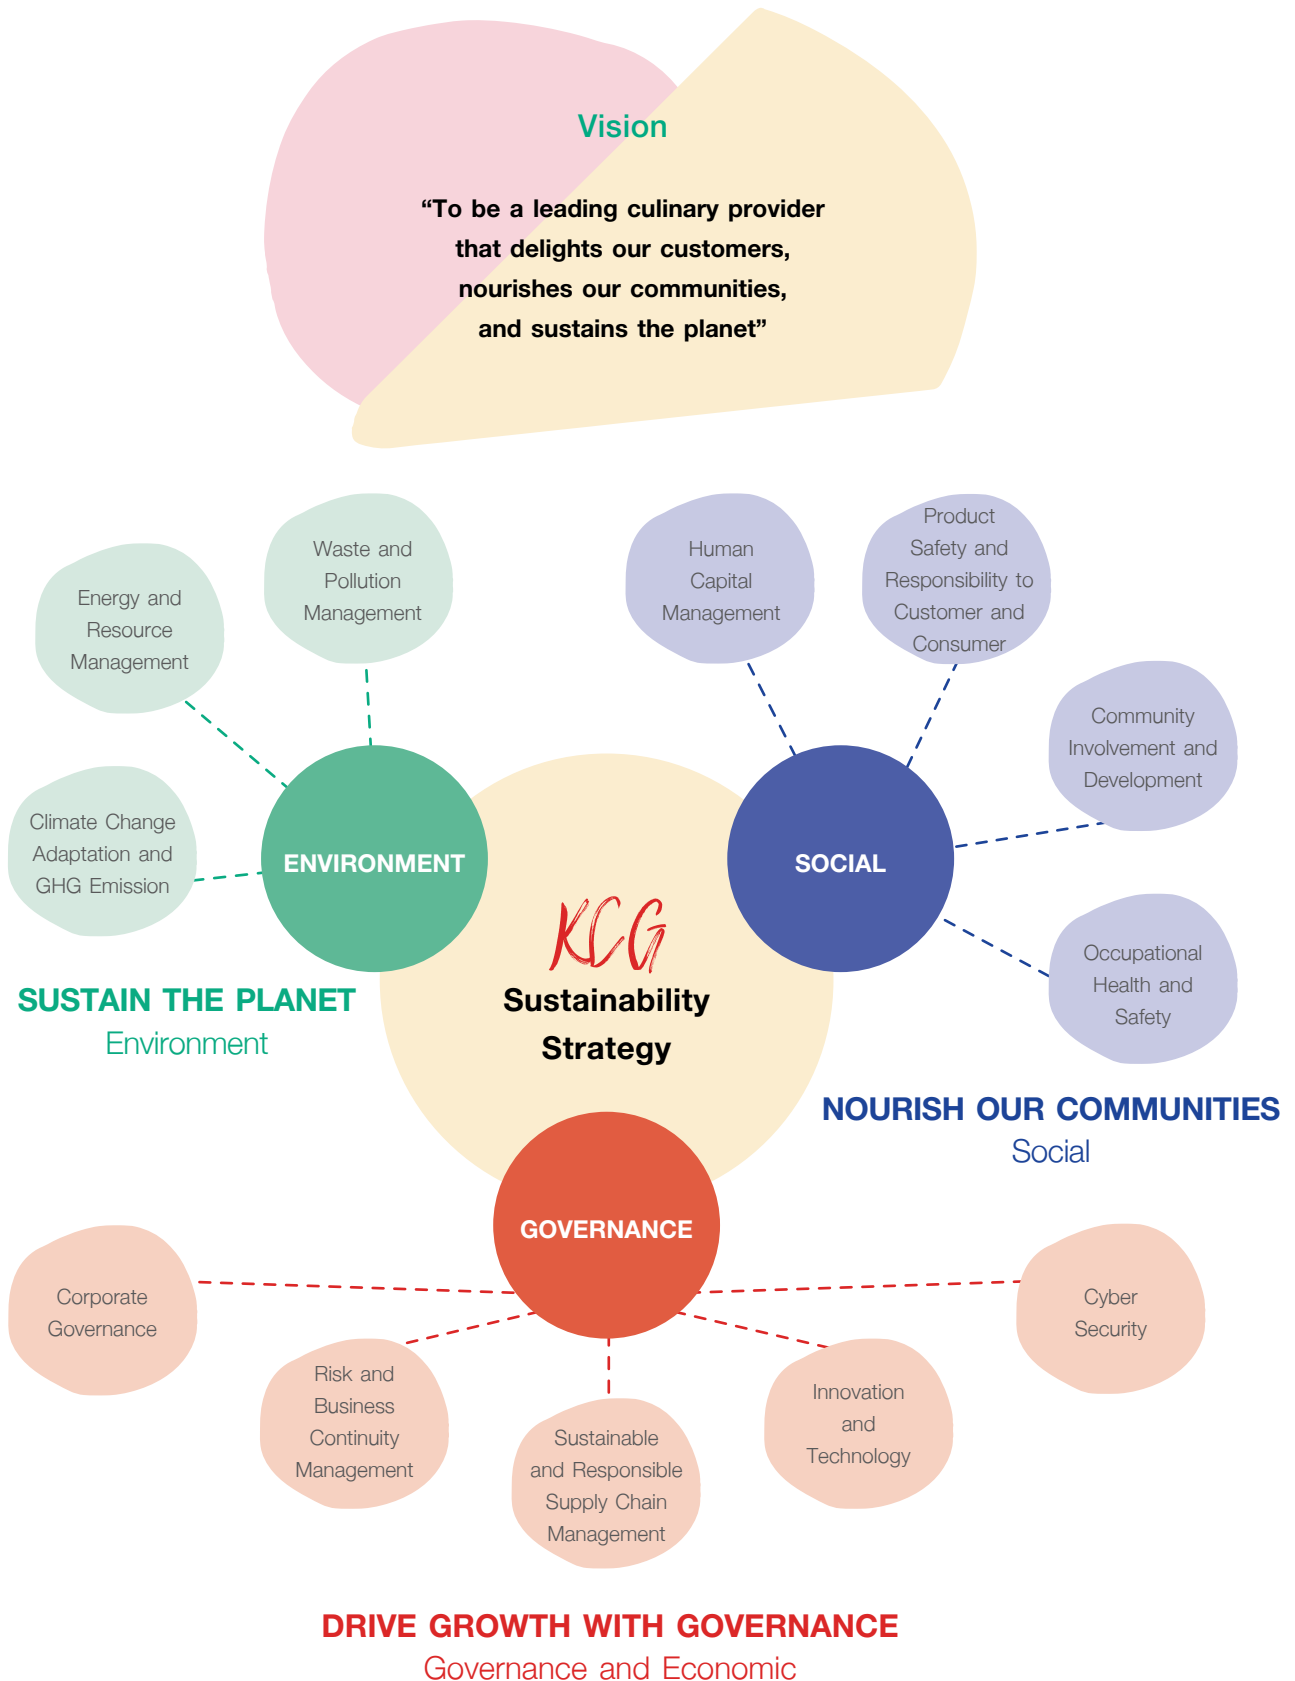 Vision
“To be a leading culinary provider
that delights our customers,
nourishes our communities,
and sustains the planet”
Waste and
Pollution
Management
Energy and
Resource
Management
Climate Change
Adaptation and
GHG Emission
ENVIRONMENT
SUSTAIN THE PLANET
Environment
Human
Capital
Management
Product
Safety and
Responsibility to
Customer and
Consumer
Community
Involvement and
Development
Occupational
Health and
Safety
SOCIAL
NOURISH OUR COMMUNITIES
Social
KCG
Sustainability
Strategy
GOVERNANCE
Corporate
Governance
Risk and
Business
Continuity
Management
Sustainable
and Responsible
Supply Chain
Management
Innovation
and
Technology
Cyber
Security
DRIVE GROWTH WITH GOVERNANCE
Governance and Economic